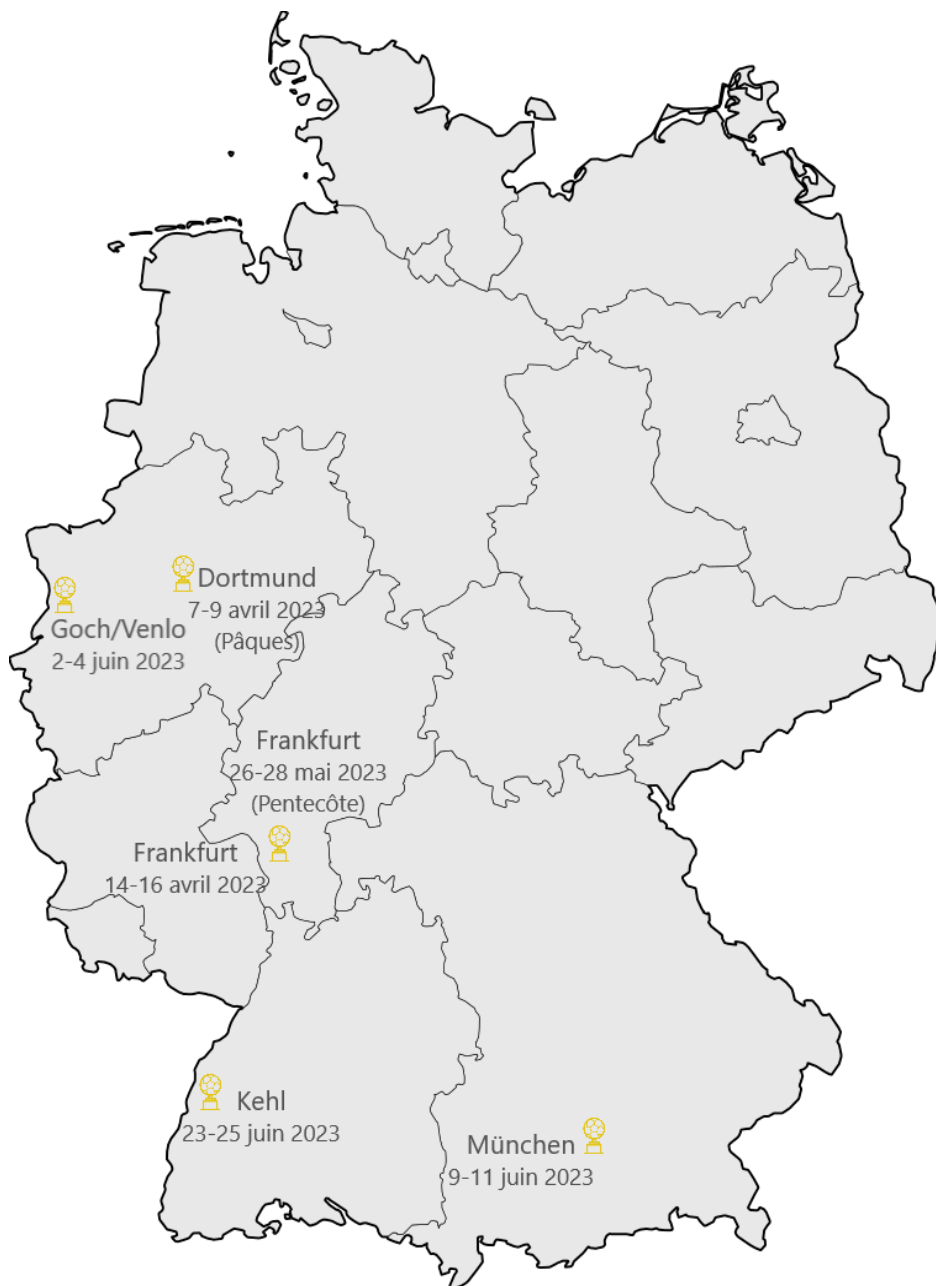 Dortmund
7-9 avril 2023
(Pâques)
Goch/Venlo
2-4 juin 2023
Frankfurt
26-28 mai 2023
(Pentecôte)
Frankfurt
14-16 avril 2023
Kehl
23-25 juin 2023
München
9-11 juin 2023